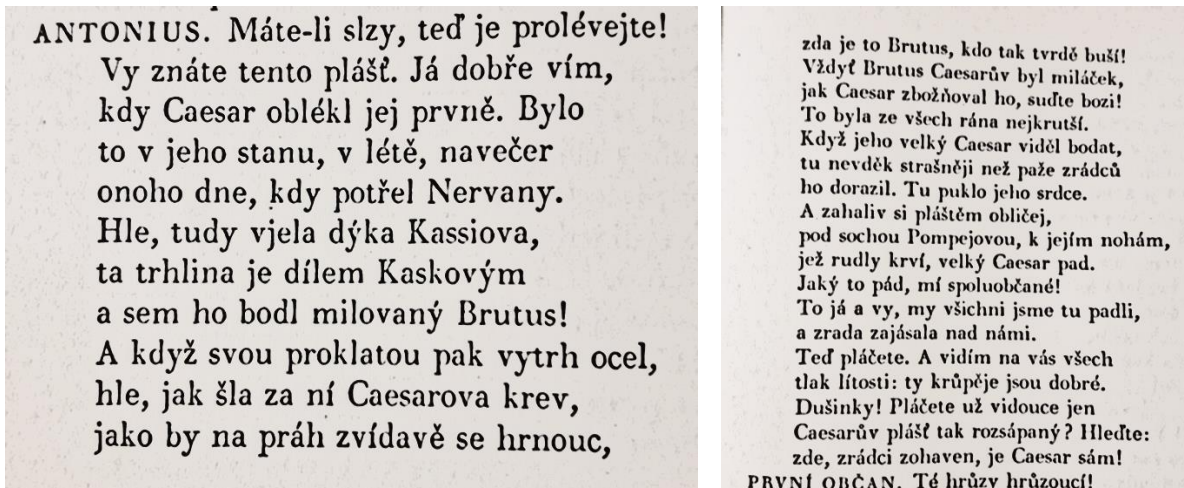 ANTONIUS. Máte-li slzy, teď je prolévejte!
Vy znáte tento plášť. Já dobře vím,
kdy Caesar oblékl jej prvně. Bylo
to v jeho stanu, v létě, navečer
onoho dne, kdy potřel Nervany.
Hle, tudy vjela dýka Kassiova,
ta trhlina je dílem Kaskovým
a sem ho bodl milovaný Brutus!
A když svou proklatou pak vytrh ocel,
hle, jak šla za ní Caesarova krev,
jako by na práh zvídavě se hrnouc,
zda je to Brutus, kdo tak tvrdě buší!
Vždyť Brutus Caesarův byl miláček,
jak Caesar zbožňoval ho, suďte bozi!
To byla ze všech rána nejkrutší.
Když jeho velký Caesar viděl bodat,
tu nevděk strašněji než paže zrádců
ho dorazil. Tu puklo jeho srdce.
A zahaliv si pláštěm obličej,
pod sochou Pompejovou, k jejím nohám,
jež rudly krví, velký Caesar pad.
Jaký to pád, mí spoluobčané!
To já a vy, my všichni jsme tu padli,
a zrada zajásala nad námi.
Teď pláčete. A vidím na vás všech
tlak lítosti: ty krůpěje jsou dobré.
Dušinky! Pláčete už vidouce jen
Caesarův plášť tak rozsápaný? Hleďte:
zde, zrádci zohaven, je Caesar sám!
PRVNÍ OBČAN. Té hrůzy hrůzoucí!